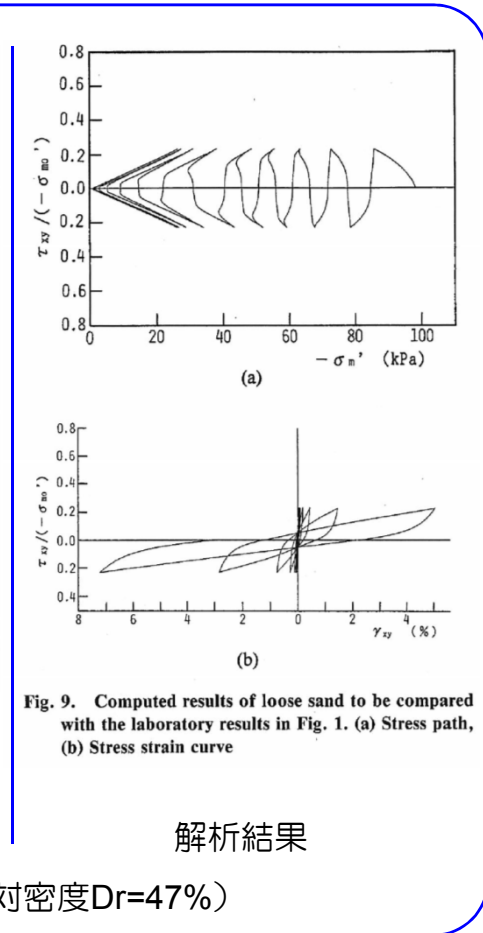 0.8
0.6
0.4
0.2
0.0
0.2
0.4
0.6
0.8
τxy/(-σmo')
0 20 40 60 80 100
-σm' (kPa)
(a)
0.8
0.6
0.4
0.2
0.0
0.2
0.4
τxy/(-σmo')
8 6 4 2 0 2 4
γxy (%)
(b)
Fig. 9. Computed results of loose sand to be compared
with the laboratory results in Fig. 1. (a) Stress path,
(b) Stress strain curve
解析結果
対密度Dr=47%）